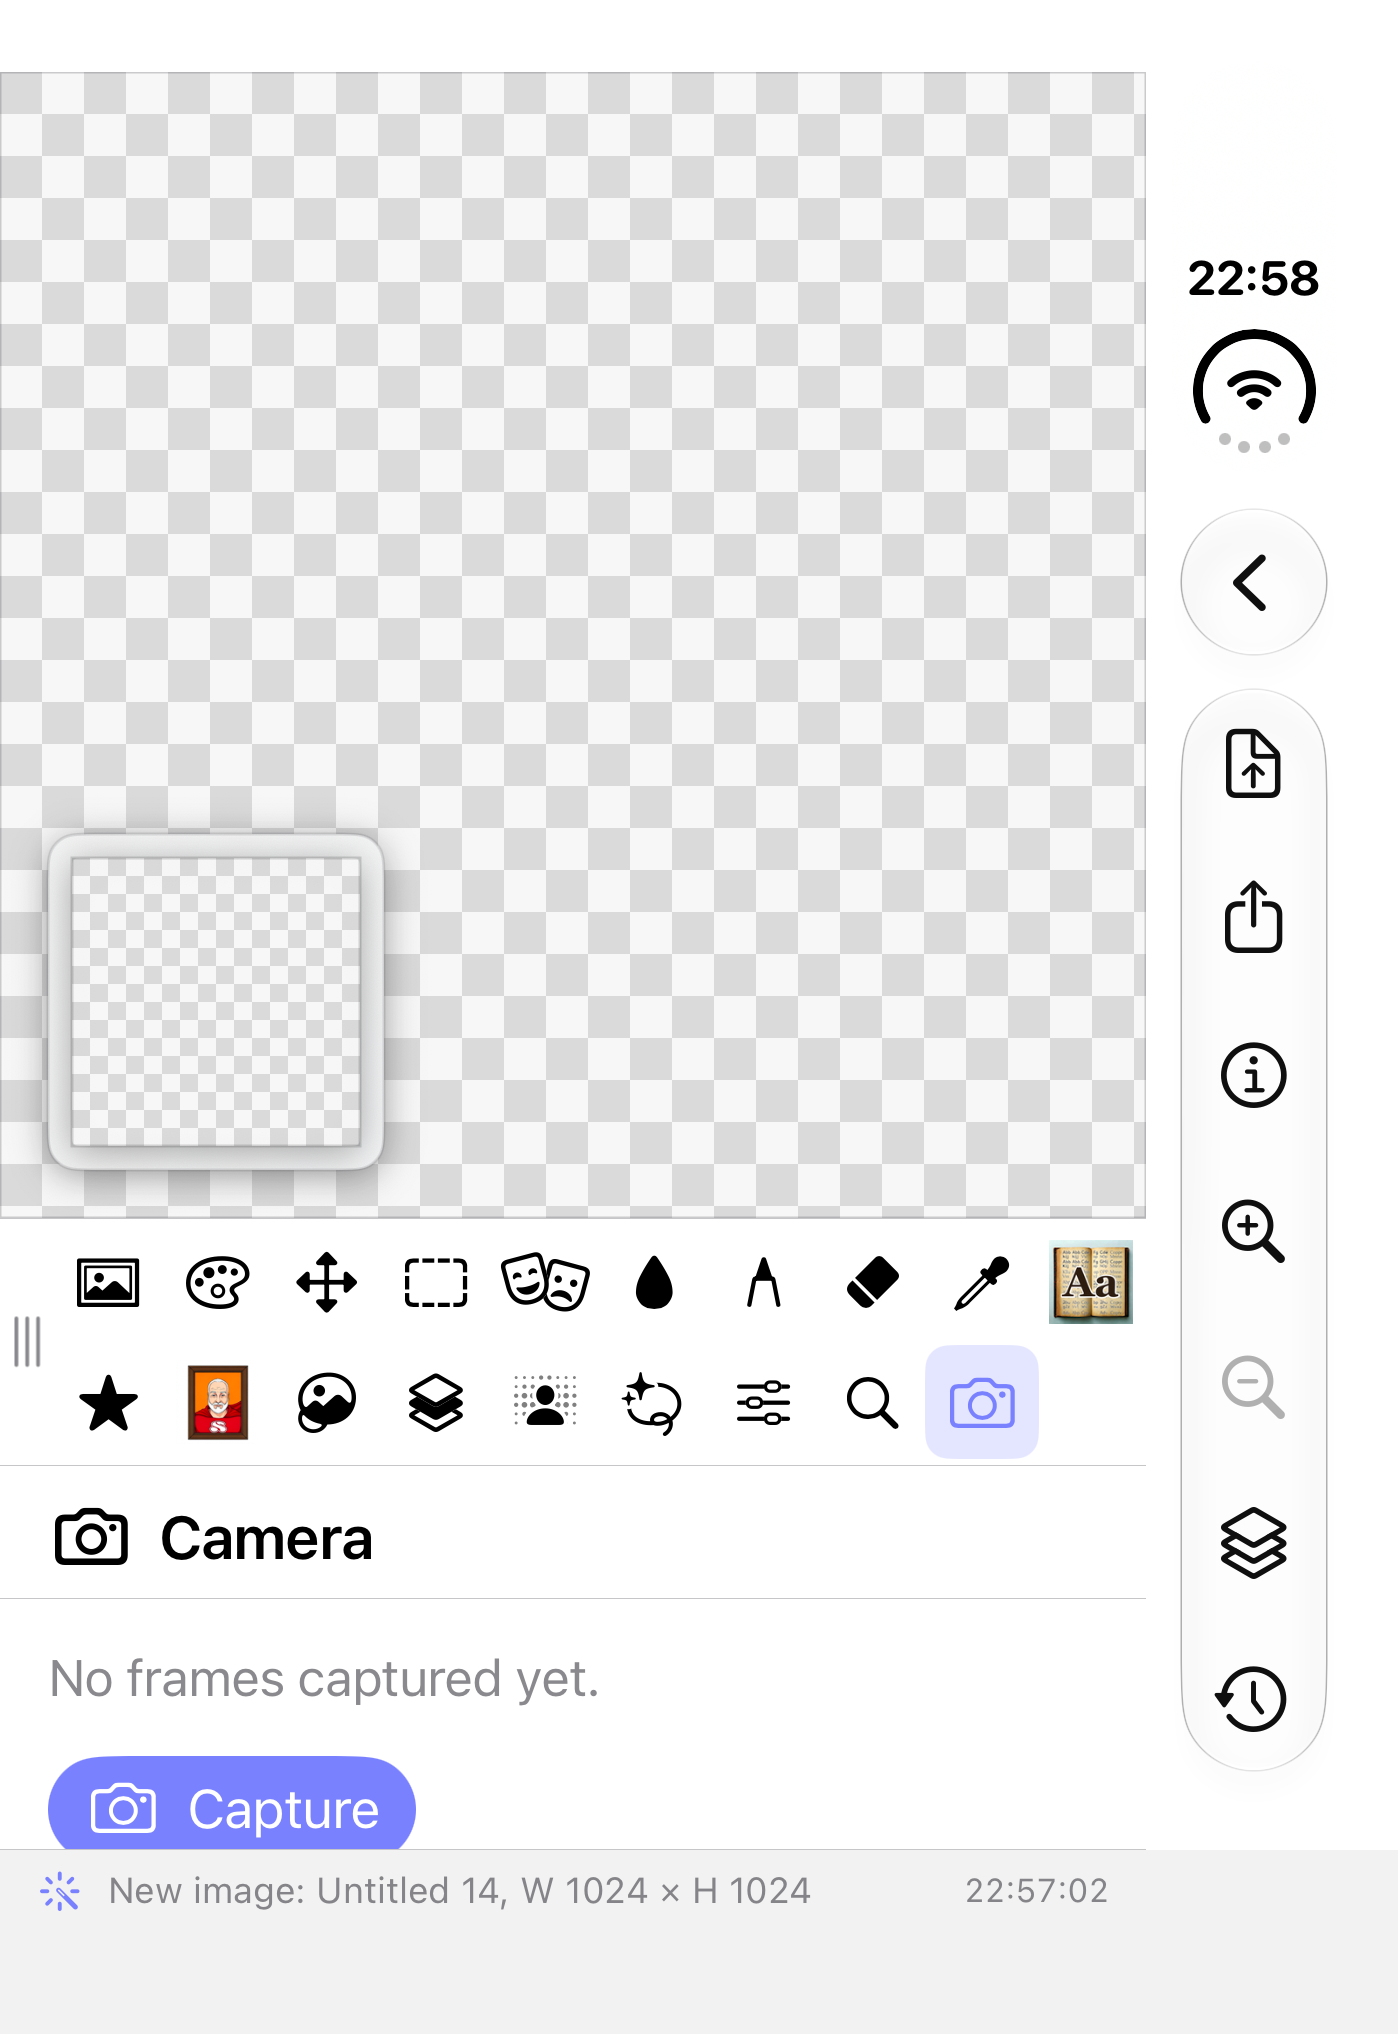 22:58
Aa
Camera
No frames captured yet.
Capture
New image: Untitled 14, W 1024 × H 1024
22:57:02